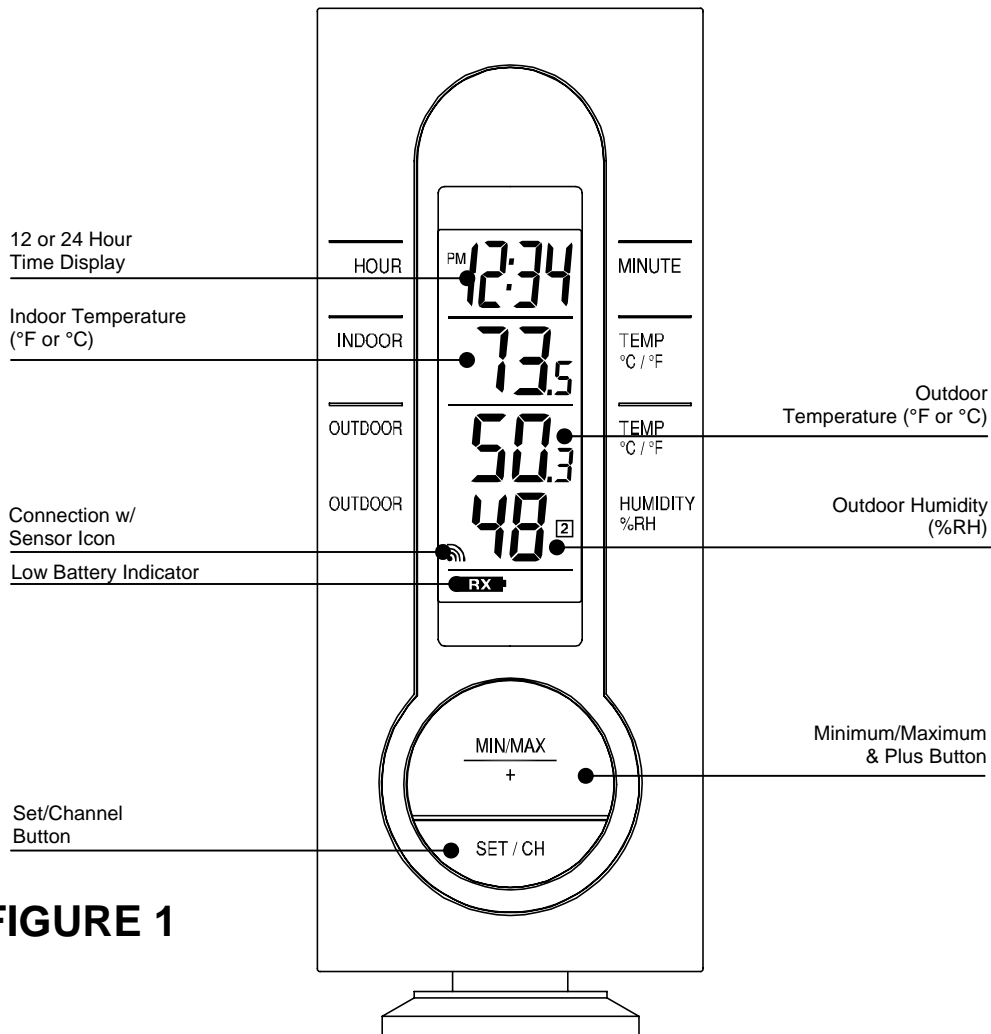 12 or 24 Hour
Time Display
Indoor Temperature
(°F or °C)
Connection w/
Sensor Icon
Low Battery Indicator
Set/Channel
Button
HOUR
INDOOR
OUTDOOR
OUTDOOR
PM 12:34
73.5
50.3
48 2
RX
MINUTE
TEMP
°C / °F
TEMP
°C / °F
HUMIDITY
%RH
MIN/MAX
+
SET / CH
Outdoor
Temperature (°F or °C)
Outdoor Humidity
(%RH)
Minimum/Maximum
& Plus Button
FIGURE 1